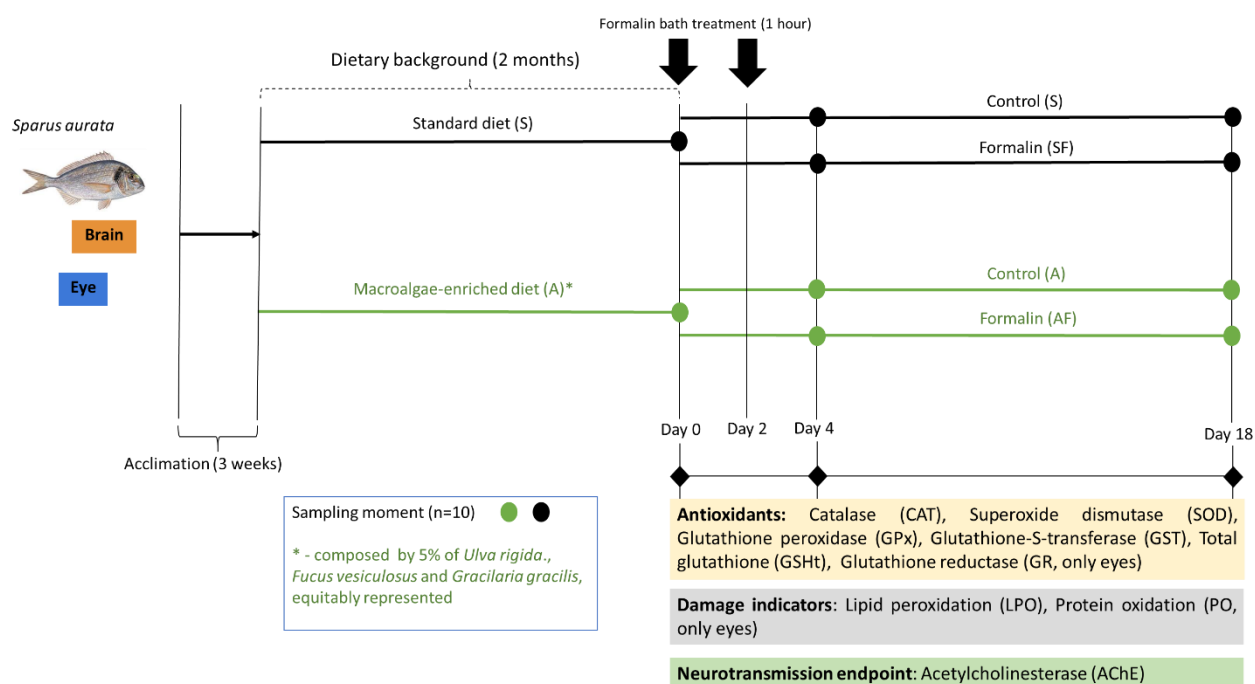 Formalin bath treatment (1 hour)
Dietary background (2 months)
Sparus aurata
Standard diet (S)
Control (S)
Formalin (SF)
Brain
Eye
Macroalgae-enriched diet (A)*
Control (A)
Formalin (AF)
Day 0
Day 2
Day 4
Day 18
Acclimation (3 weeks)
Sampling moment (n=10)
* - composed by 5% of Ulva rigida.,
Fucus vesiculosus and Gracilaria gracilis,
equitably represented
Antioxidants: Catalase (CAT), Superoxide dismutase (SOD),
Glutathione peroxidase (GPx), Glutathione-S-transferase (GST), Total
glutathione (GSHt), Glutathione reductase (GR, only eyes)
Damage indicators: Lipid peroxidation (LPO), Protein oxidation (PO,
only eyes)
Neurotransmission endpoint: Acetylcholinesterase (AChE)